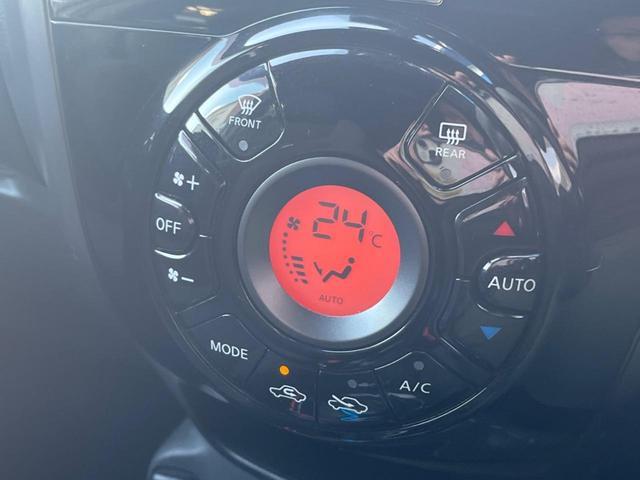 FRONT
REAR
+
OFF
-
24°C
AUTO
AUTO
MODE
A/C